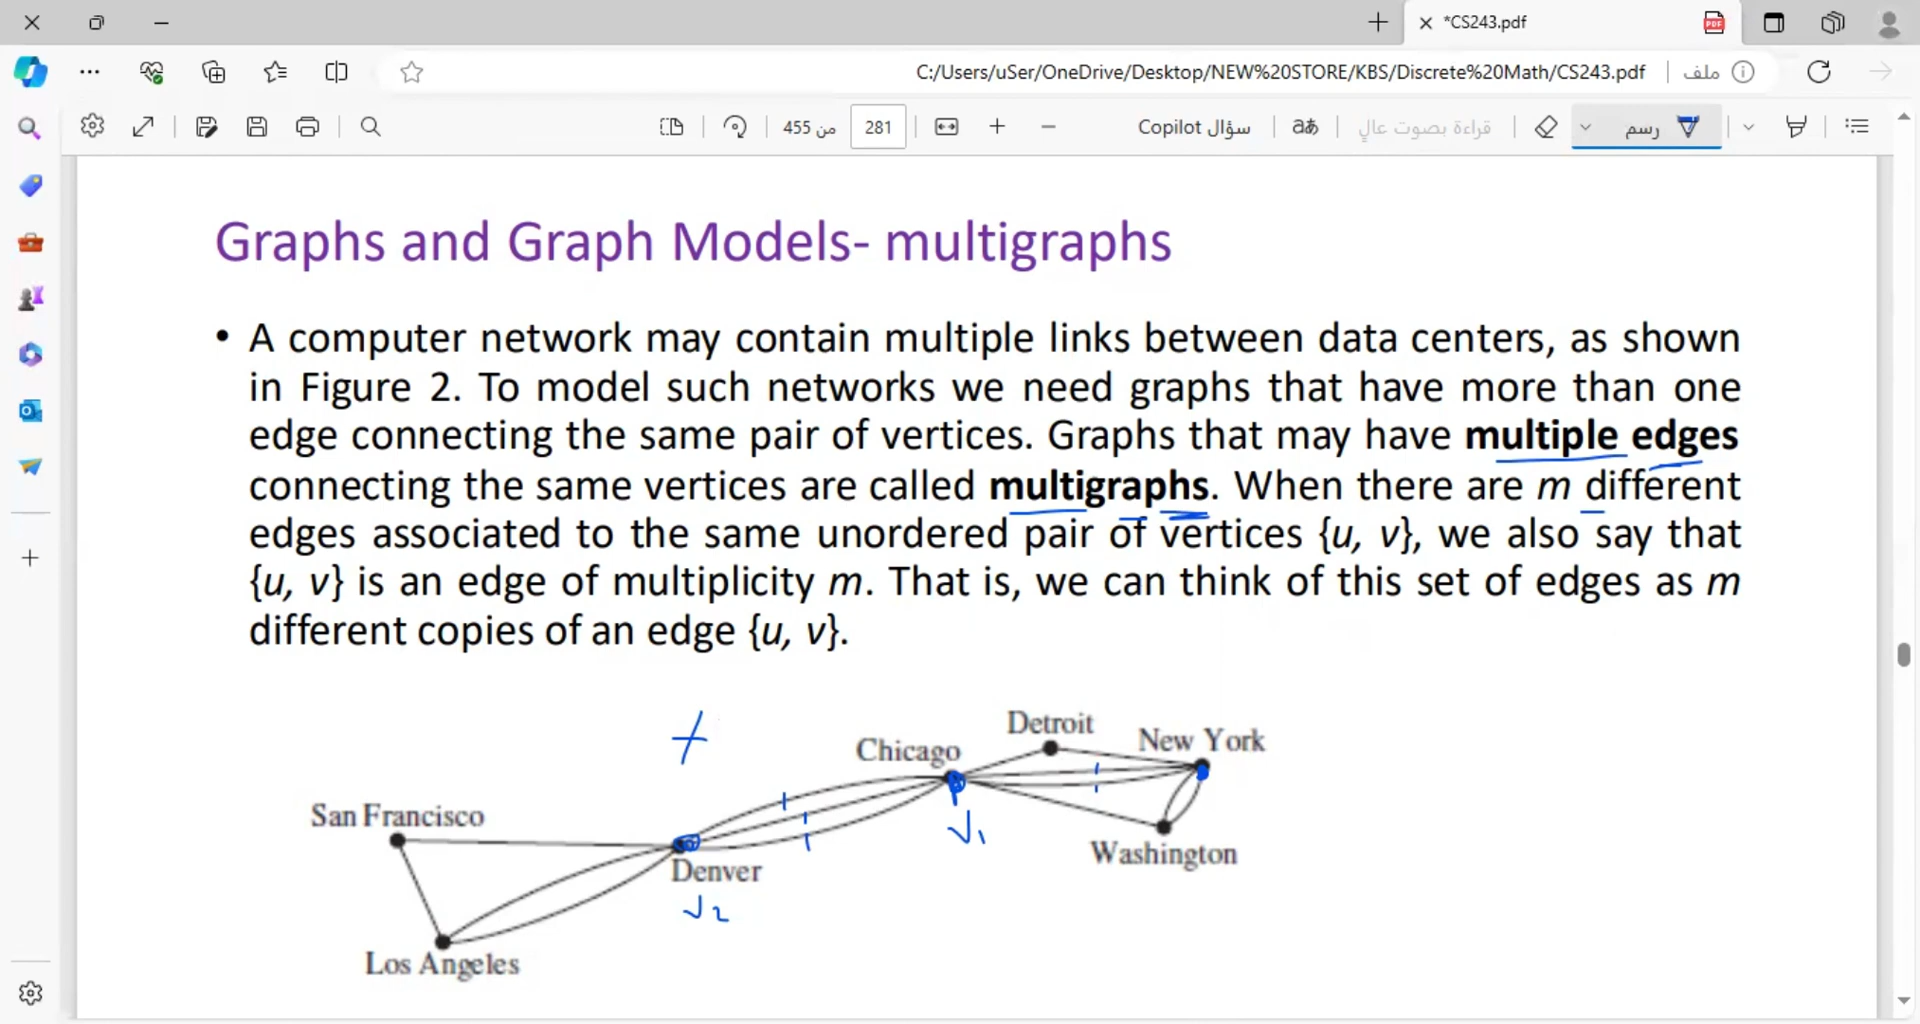 *CS243.pdf
C:/Users/uSer/OneDrive/Desktop/NEW%20STORE/KBS/Discrete%20Math/CS243.pdf
ملف
455 من
281
سؤال Copilot
aあ
قراءة بصوت عالٍ
رسم
Graphs and Graph Models- multigraphs
• A computer network may contain multiple links between data centers, as shown
in Figure 2. To model such networks we need graphs that have more than one
edge connecting the same pair of vertices. Graphs that may have multiple edges
connecting the same vertices are called multigraphs. When there are m different
edges associated to the same unordered pair of vertices {u, v}, we also say that
{u, v} is an edge of multiplicity m. That is, we can think of this set of edges as m
different copies of an edge {u, v}.
Detroit
New York
Chicago
San Francisco
V1
Washington
Denver
V2
Los Angeles